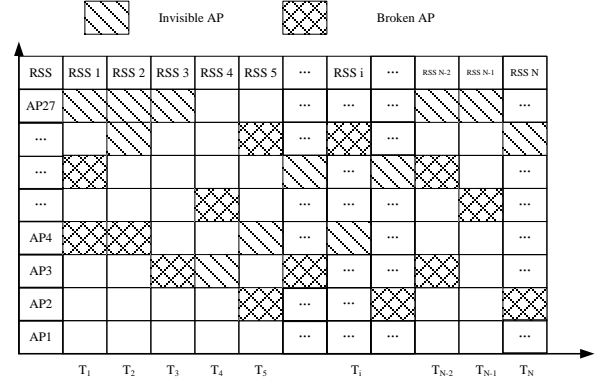 Invisible AP Broken AP
RSS RSS 1 RSS 2 RSS 3 RSS 4 RSS 5 ... RSS i ... RSS N-2 RSS N-1 RSS N
AP27 ... ... ... ...
... ... ...
... ... ...
... ... ... ... ...
AP4 ... ... ...
AP3 ... ... ...
AP2 ... ...
AP1 ... ... ... ...
T1 T2 T3 T4 T5 Ti TN-2 TN-1 TN